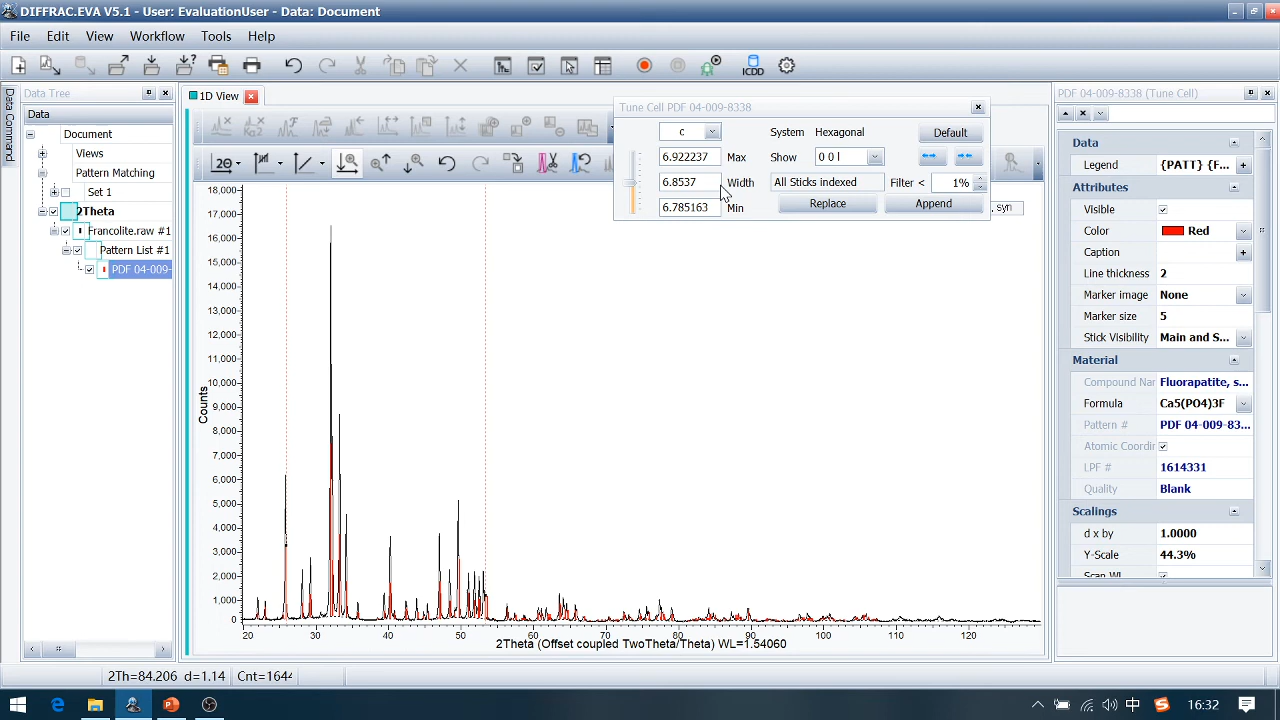 DIFFRAC.EVA V5.1 - User: EvaluationUser - Data: Document
File Edit View Workflow Tools Help
ICDD
Data Command
Data Tree
Data
Document
Views
Pattern Matching
Set 1
2Theta
Francolite.raw #1
Pattern List #1
PDF 04-009-
1D View
2θ
Kα2
Tune Cell PDF 04-009-8338
c System Hexagonal Default
6.922237 Max Show 0 0 l
6.8537 Width All Sticks indexed Filter < 1%
6.785163 Min Replace Append
, syn
Counts
18,000
17,000
16,000
15,000
14,000
13,000
12,000
11,000
10,000
9,000
8,000
7,000
6,000
5,000
4,000
3,000
2,000
1,000
0
20 30 40 50 60 70 80 90 100 110 120
2Theta (Offset coupled TwoTheta/Theta) WL=1.54060
PDF 04-009-8338 (Tune Cell)
Data
Legend {PATT} {F...
Attributes
Visible
Color Red
Caption
Line thickness 2
Marker image None
Marker size 5
Stick Visibility Main and S...
Material
Compound Nar Fluorapatite, s...
Formula Ca5(PO4)3F
Pattern # PDF 04-009-83...
Atomic Coordin
LPF # 1614331
Quality Blank
Scalings
d x by 1.0000
Y-Scale 44.3%
Scan WL
2Th=84.206 d=1.14 Cnt=1644
中 16:32